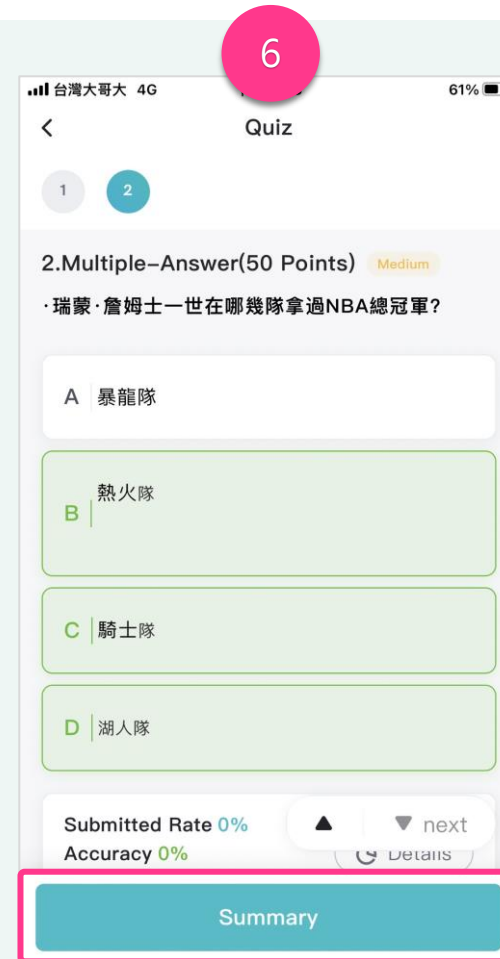 6
台灣大哥大 4G
61%
Quiz
1 2
2.Multiple-Answer(50 Points) Medium
·瑞蒙·詹姆士一世在哪幾隊拿過NBA總冠軍?
A 暴龍隊
B 熱火隊
C 騎士隊
D 湖人隊
Submitted Rate 0%
next
Accuracy 0%
Details
Summary